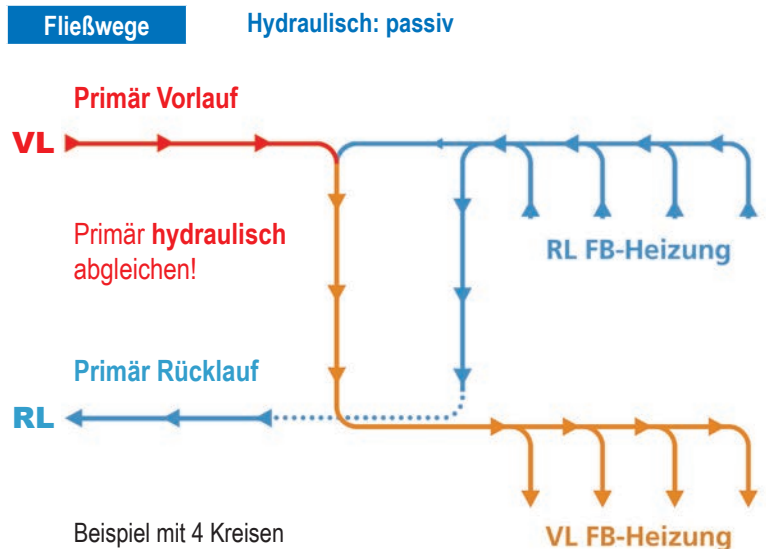 Fließwege
Hydraulisch: passiv
Primär Vorlauf
VL
Primär hydraulisch
abgleichen!
RL FB-Heizung
Primär Rücklauf
RL
Beispiel mit 4 Kreisen
VL FB-Heizung